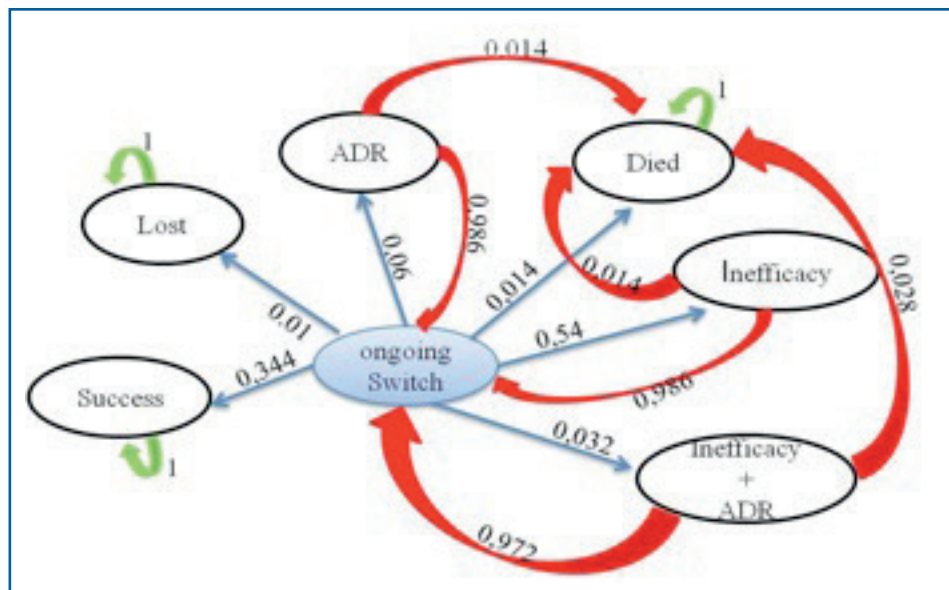 0,014
1
ADR
Died
1
Lost
0,986
0,06
0,014
0,014
Inefficacy
0,028
0,01
ongoing
Switch
0,54
0,344
Success
0,986
1
0,032
Inefficacy
+
ADR
0,972